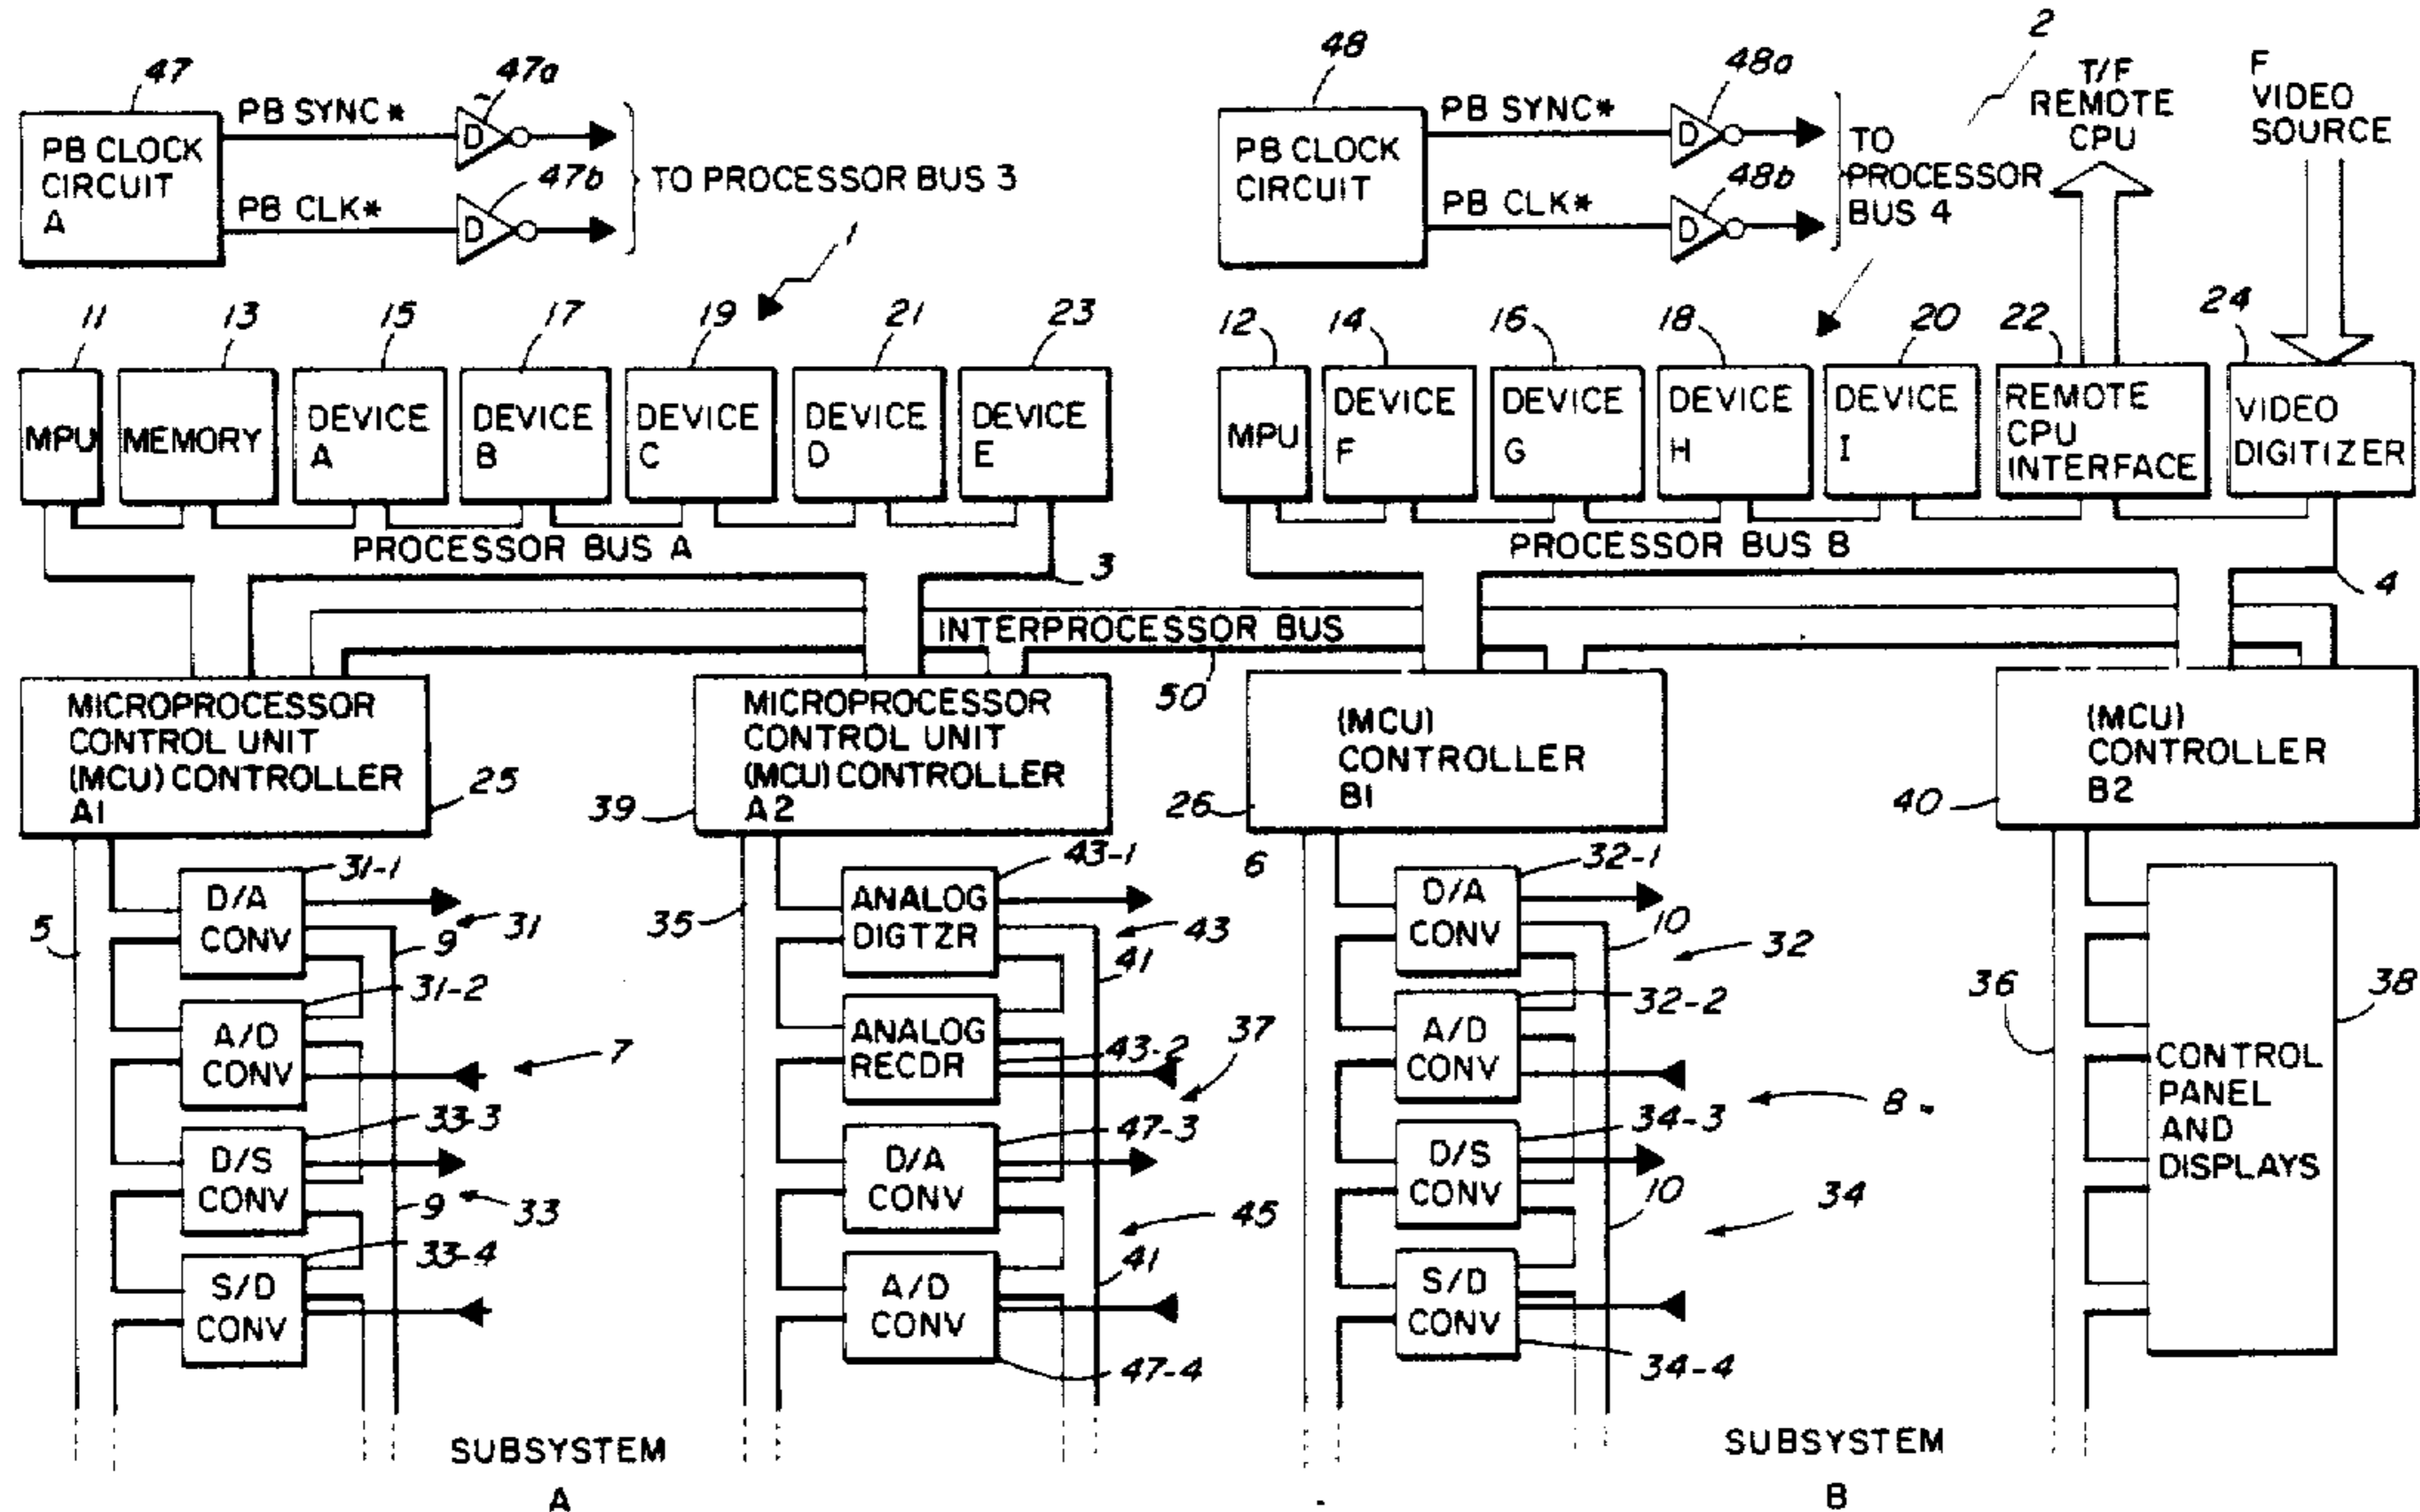 47
PB CLOCK
CIRCUIT
A
PB SYNC*
47a
D
PB CLK*
47b
D
TO PROCESSOR BUS 3
1
48
PB CLOCK
CIRCUIT
PB SYNC*
48a
D
PB CLK*
48b
D
TO
PROCESSOR
BUS 4
2
T/F
REMOTE
CPU
F
VIDEO
SOURCE
11
13
15
17
19
21
23
12
14
16
18
20
22
24
MPU
MEMORY
DEVICE
A
DEVICE
B
DEVICE
C
DEVICE
D
DEVICE
E
MPU
DEVICE
F
DEVICE
G
DEVICE
H
DEVICE
I
REMOTE
CPU
INTERFACE
VIDEO
DIGITIZER
PROCESSOR BUS A
3
PROCESSOR BUS B
4
INTERPROCESSOR BUS
50
MICROPROCESSOR
CONTROL UNIT
(MCU) CONTROLLER
A1
25
MICROPROCESSOR
CONTROL UNIT
(MCU) CONTROLLER
A2
39
(MCU)
CONTROLLER
B1
26
(MCU)
CONTROLLER
B2
40
5
D/A
CONV
31-1
31
9
A/D
CONV
31-2
7
D/S
CONV
33-3
9
33
S/D
CONV
33-4
35
ANALOG
DIGTZR
43-1
43
41
ANALOG
RECDR
43-2
37
D/A
CONV
47-3
45
41
A/D
CONV
47-4
6
D/A
CONV
32-1
10
32
A/D
CONV
32-2
8
D/S
CONV
34-3
10
34
S/D
CONV
34-4
36
38
CONTROL
PANEL
AND
DISPLAYS
SUBSYSTEM
A
SUBSYSTEM
B